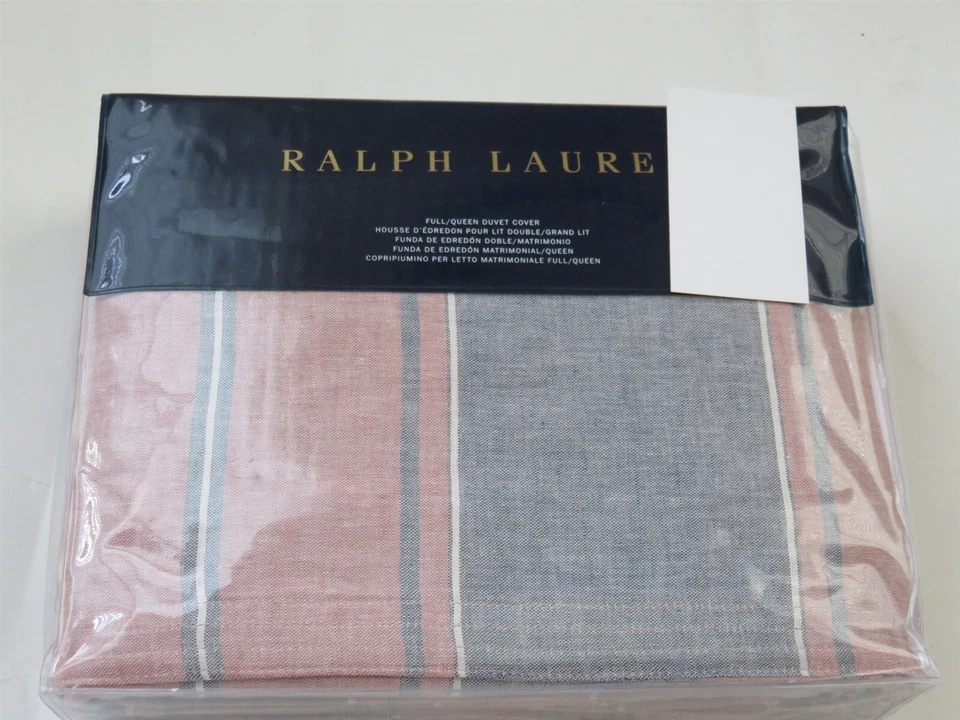 RALPH LAURE
FULL/QUEEN DUVET COVER
HOUSSE D'ÉDREDON POUR LIT DOUBLE/GRAND LIT
FUNDA DE EDREDÓN DOBLE/MATRIMONIO
FUNDA DE EDREDÓN MATRIMONIAL/QUEEN
COPRIPIUMINO PER LETTO MATRIMONIALE FULL/QUEEN